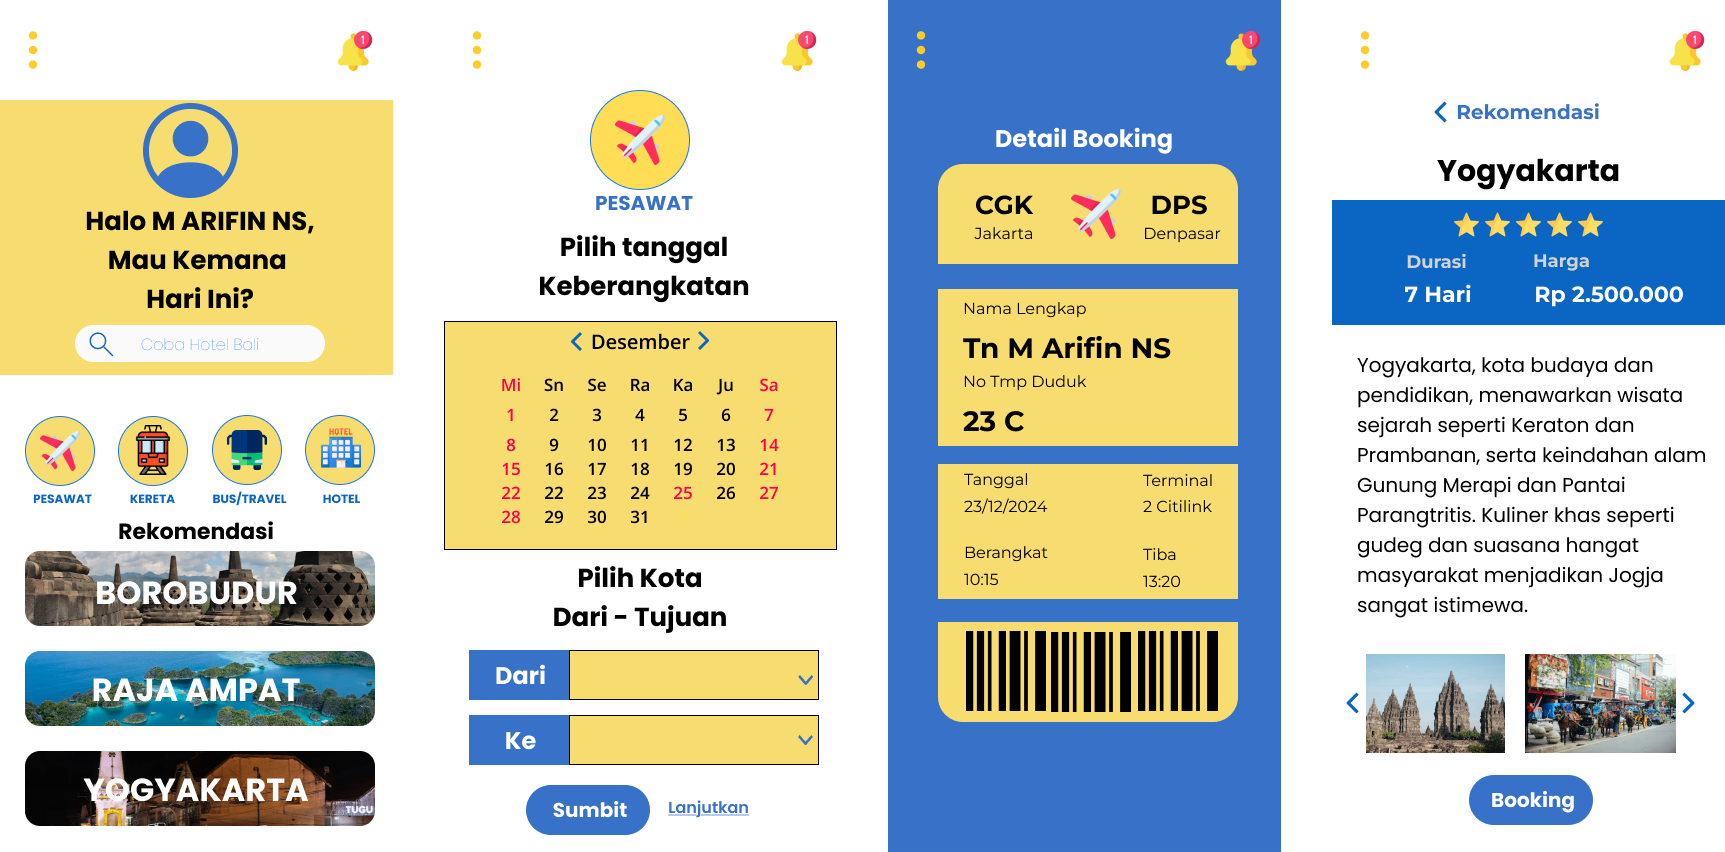 1
Halo M ARIFIN NS,
Mau Kemana
Hari Ini?
Coba Hotel Bali
HOTEL
PESAWAT
KERETA
BUS/TRAVEL
HOTEL
Rekomendasi
BOROBUDUR
RAJA AMPAT
YOGYAKARTA
TUGU
1
PESAWAT
Pilih tanggal
Keberangkatan
Desember
Mi Sn Se Ra Ka Ju Sa
1 2 3 4 5 6 7
8 9 10 11 12 13 14
15 16 17 18 19 20 21
22 22 23 24 25 26 27
28 29 30 31
Pilih Kota
Dari - Tujuan
Dari
Ke
Sumbit
Lanjutkan
1
Detail Booking
CGK
Jakarta
DPS
Denpasar
Nama Lengkap
Tn M Arifin NS
No Tmp Duduk
23 C
Tanggal
23/12/2024
Terminal
2 Citilink
Berangkat
10:15
Tiba
13:20
1
Rekomendasi
Yogyakarta
Durasi
7 Hari
Harga
Rp 2.500.000
Yogyakarta, kota budaya dan
pendidikan, menawarkan wisata
sejarah seperti Keraton dan
Prambanan, serta keindahan alam
Gunung Merapi dan Pantai
Parangtritis. Kuliner khas seperti
gudeg dan suasana hangat
masyarakat menjadikan Jogja
sangat istimewa.
Booking